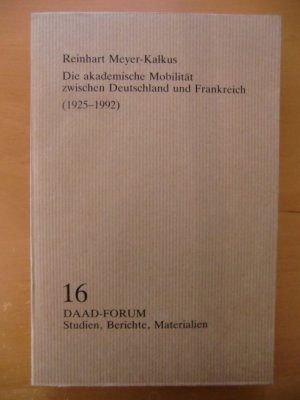 Reinhart Meyer-Kalkus
Die akademische Mobilität
zwischen Deutschland und Frankreich
(1925–1992)
16
DAAD-FORUM
Studien, Berichte, Materialien